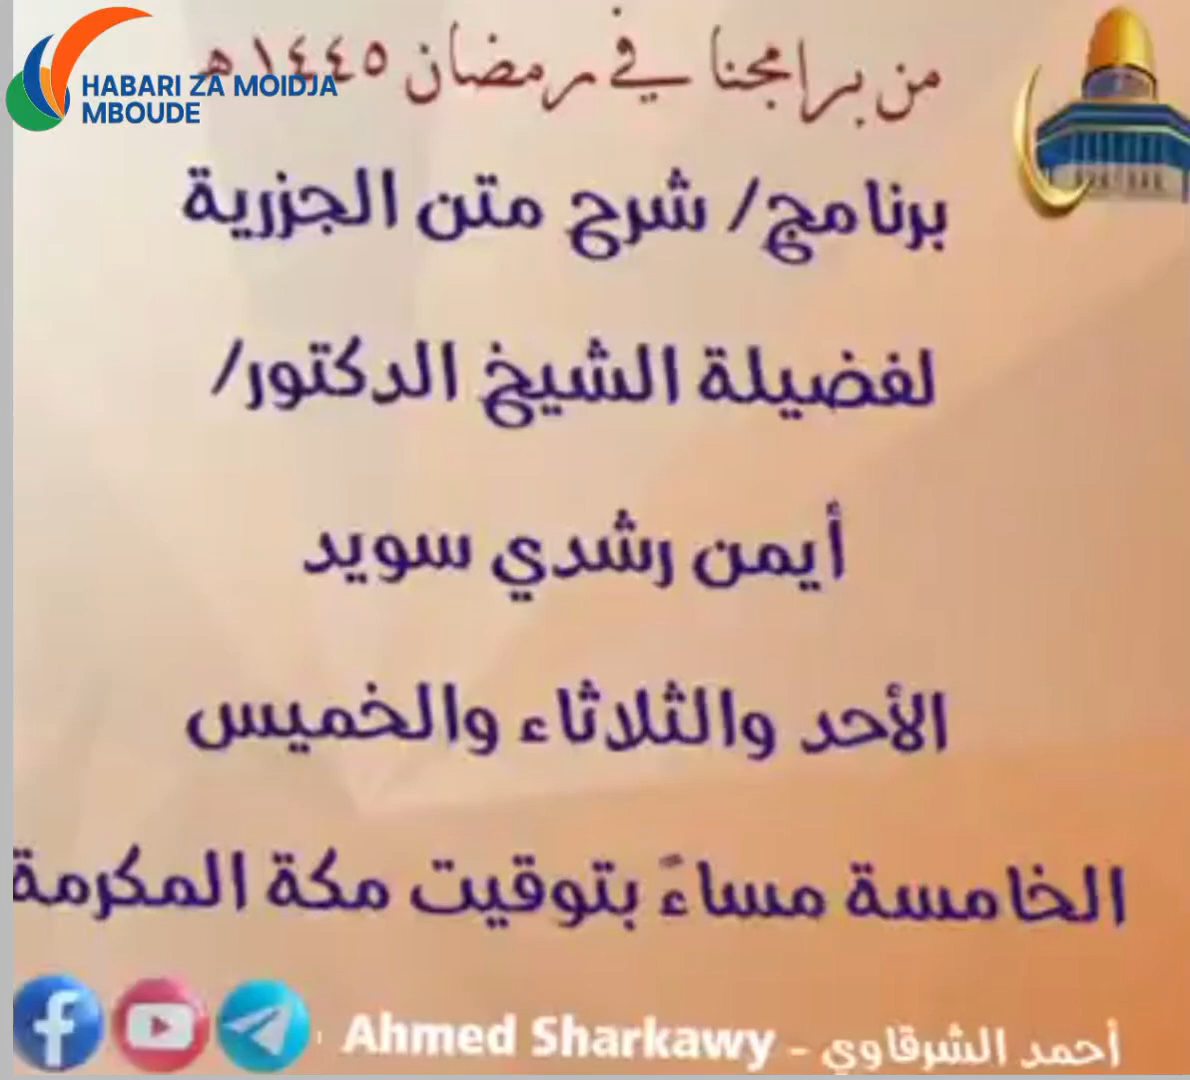 HABARI ZA MOIDJA
MBOUDE
من برامجنا في رمضان ١٤٤٥هـ
برنامج/ شرح متن الجزرية
لفضيلة الشيخ الدكتور/
أيمن رشدي سويد
الأحد والثلاثاء والخميس
الخامسة مساءً بتوقيت مكة المكرمة
أحمد الشرقاوي - Ahmed Sharkawy